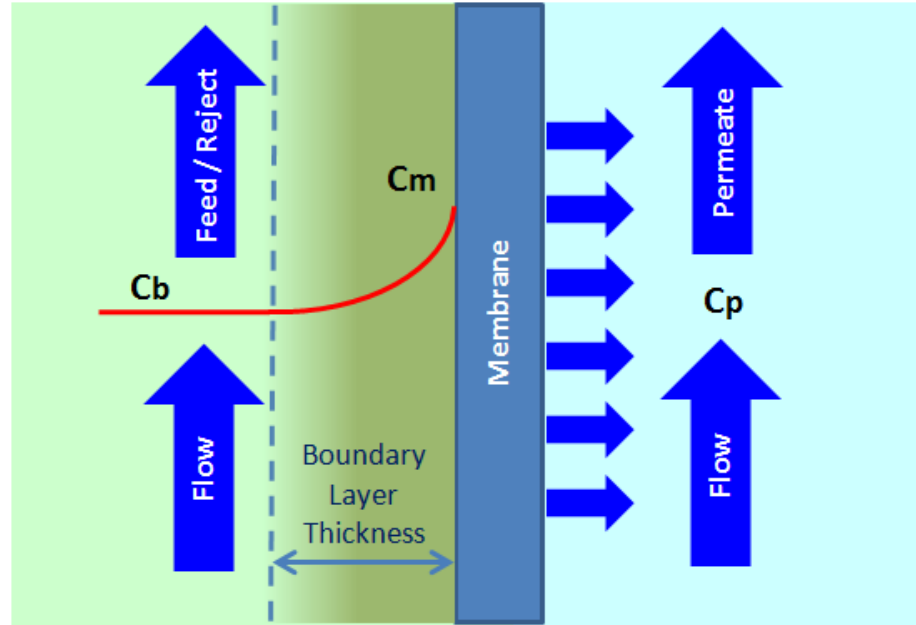 Feed / Reject
Cm
Cb
Flow
Boundary
Layer
Thickness
Membrane
Permeate
Cp
Flow